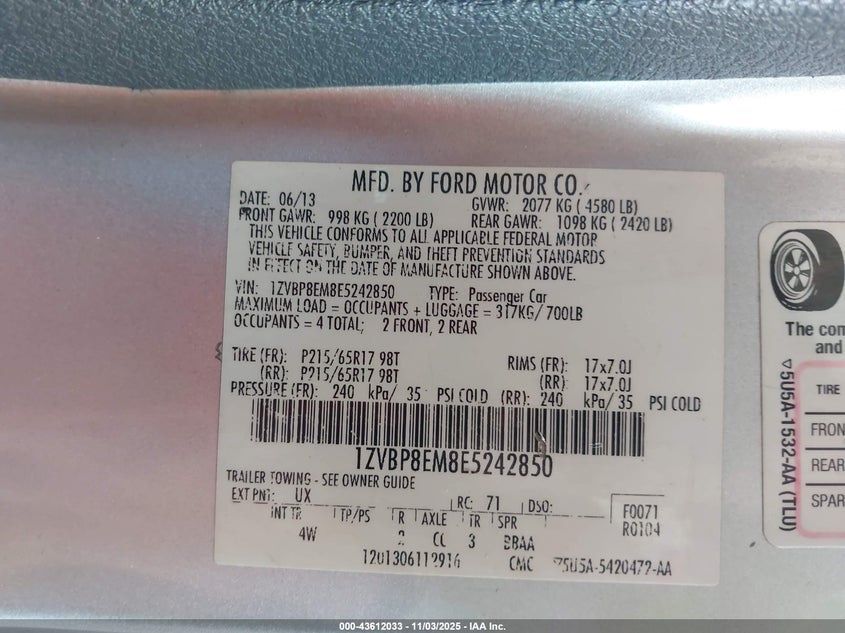 MFD. BY FORD MOTOR CO.
DATE: 06/13 GVWR: 2077 KG ( 4580 LB)
FRONT GAWR: 998 KG ( 2200 LB) REAR GAWR: 1098 KG ( 2420 LB)
THIS VEHICLE CONFORMS TO ALL APPLICABLE FEDERAL MOTOR
VEHICLE SAFETY, BUMPER, AND THEFT PREVENTION STANDARDS
IN EFFECT ON THE DATE OF MANUFACTURE SHOWN ABOVE.
VIN: 1ZVBP8EM8E5242850 TYPE: Passenger Car
MAXIMUM LOAD = OCCUPANTS + LUGGAGE = 317KG/ 700LB
OCCUPANTS = 4 TOTAL; 2 FRONT, 2 REAR
TIRE (FR): P215/65R17 98T RIMS (FR): 17x7.0J
(RR): P215/65R17 98T (RR): 17x7.0J
PRESSURE (FR): 240 kPa/ 35 PSI COLD (RR): 240 kPa/ 35 PSI COLD
1ZVBP8EM8E5242850
TRAILER TOWING - SEE OWNER GUIDE
EXT PNT: UX RC: 71 DSO: F0071
INT TR TP/PS R AXLE TR SPR R0104
4W 2 CC 3 BBAA
1201306112916 CMC 5U5A-5420472-AA
The com
and
TIRE
FRON
REAR
SPAR
5U5A-1532-AA (TLU)
000-43612033 - 11/03/2025 - IAA Inc.